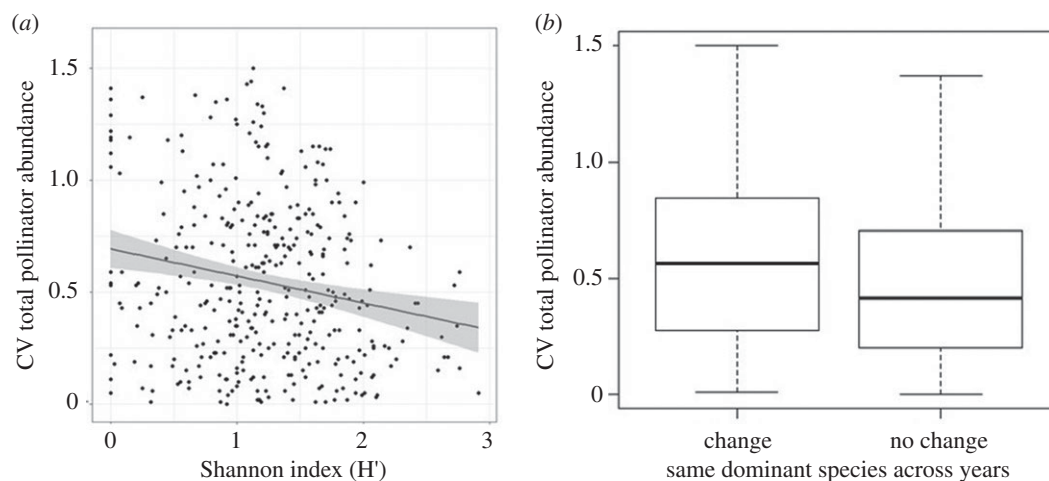 (a)
CV total pollinator abundance
1.5
1.0
0.5
0
0 1 2 3
Shannon index (H')
(b)
CV total pollinator abundance
1.5
1.0
0.5
0
change no change
same dominant species across years